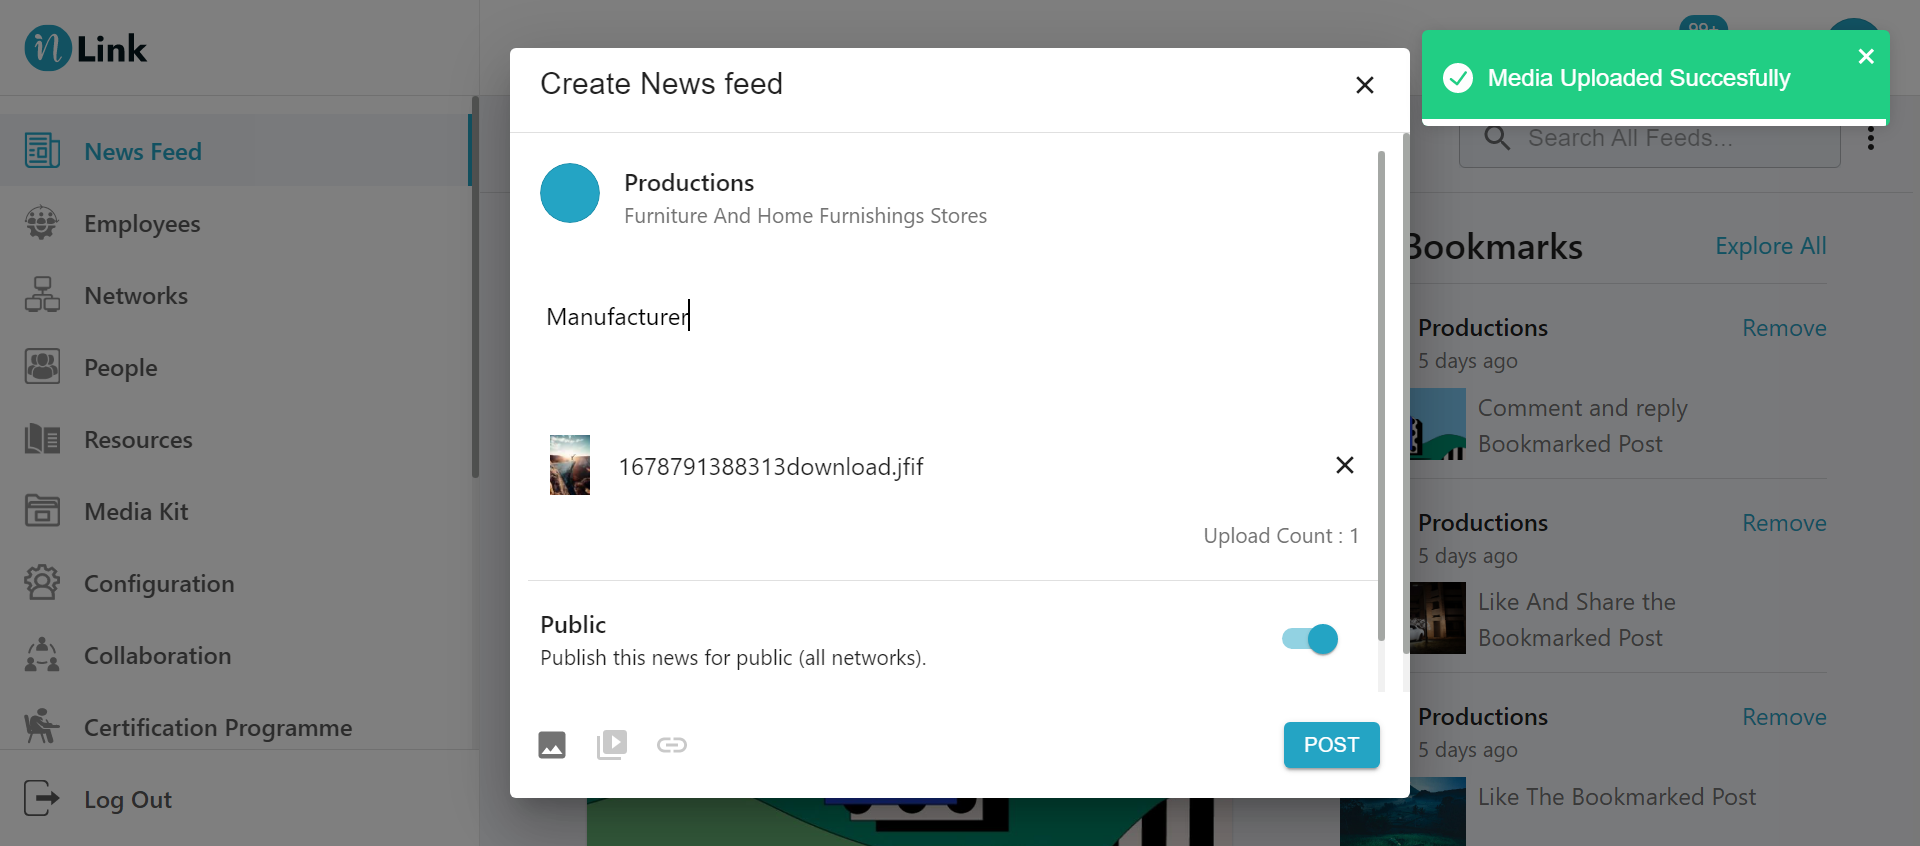 in Link
News Feed
Employees
Networks
People
Resources
Media Kit
Configuration
Collaboration
Certification Programme
Log Out
Create News feed
Productions
Furniture And Home Furnishings Stores
Manufacturer
1678791388313download.jfif
Upload Count : 1
Public
Publish this news for public (all networks).
POST
Media Uploaded Succesfully
Search All Feeds...
Bookmarks
Explore All
Productions
Remove
5 days ago
Comment and reply
Bookmarked Post
Productions
Remove
5 days ago
Like And Share the
Bookmarked Post
Productions
Remove
5 days ago
Like The Bookmarked Post